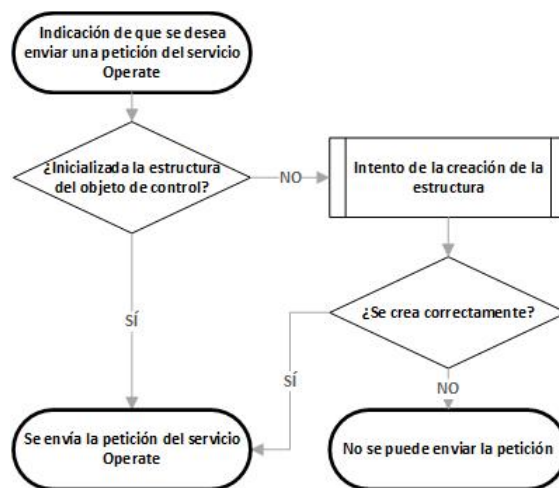 Indicación de que se desea
enviar una petición del servicio
Operate
¿Inicializada la estructura
del objeto de control?
NO
Intento de la creación de la
estructura
¿Se crea correctamente?
SÍ
SÍ
NO
Se envía la petición del servicio
Operate
No se puede enviar la petición